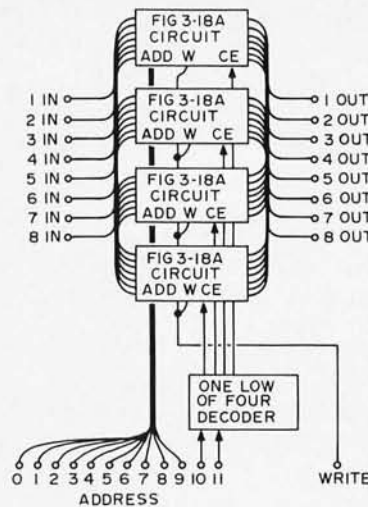 FIG 3-18A
CIRCUIT
ADD W CE
FIG 3-18A
CIRCUIT
ADD W CE
FIG 3-18A
CIRCUIT
ADD W CE
FIG 3-18A
CIRCUIT
ADD W CE
1 IN
2 IN
3 IN
4 IN
5 IN
6 IN
7 IN
8 IN
1 OUT
2 OUT
3 OUT
4 OUT
5 OUT
6 OUT
7 OUT
8 OUT
ONE LOW
OF FOUR
DECODER
0 1 2 3 4 5 6 7 8 9 10 11
ADDRESS
WRITE